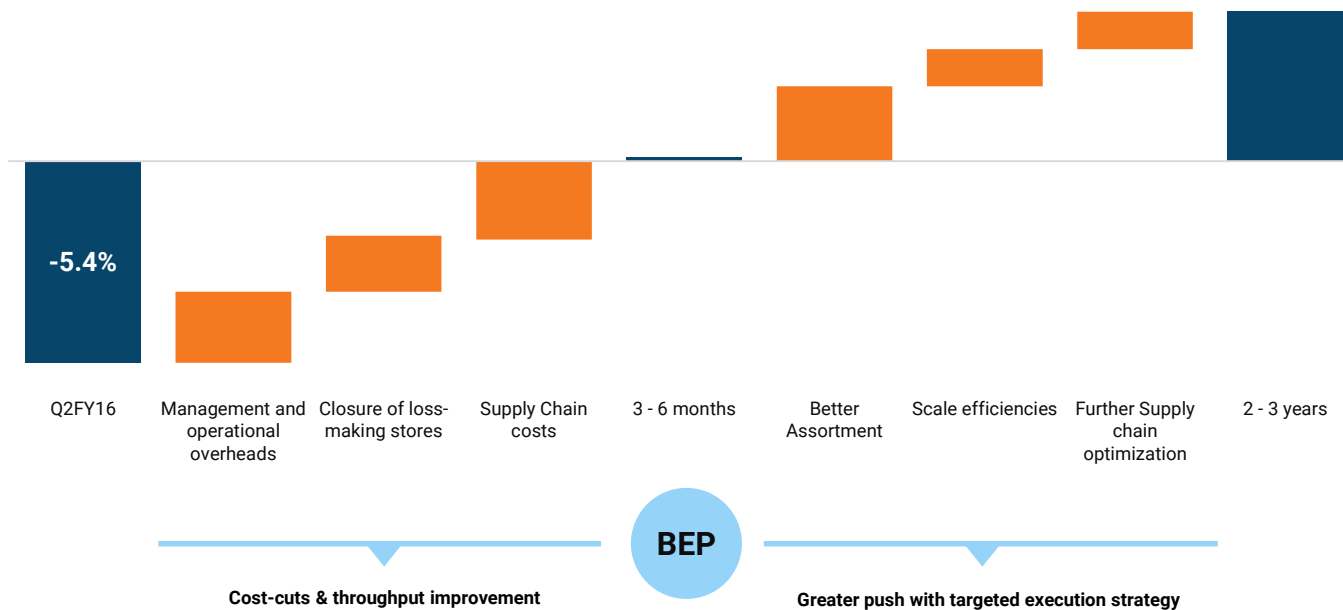 -5.4%
Q2FY16
Management and
operational
overheads
Closure of loss-
making stores
Supply Chain
costs
3 - 6 months
Better
Assortment
Scale efficiencies
Further Supply
chain
optimization
2 - 3 years
BEP
Cost-cuts & throughput improvement
Greater push with targeted execution strategy